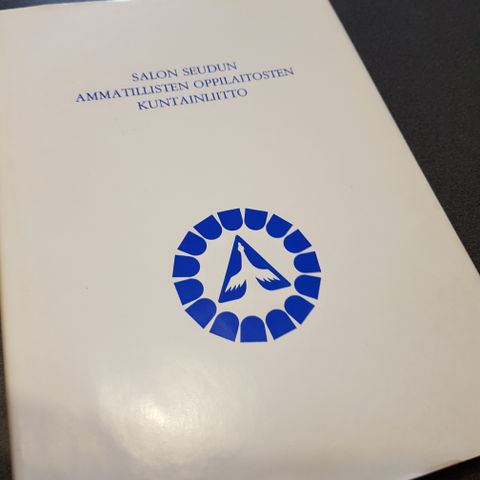 SALON SEUDUN
AMMATILLISTEN OPPILAITOSTEN
KUNTAINLIITTO